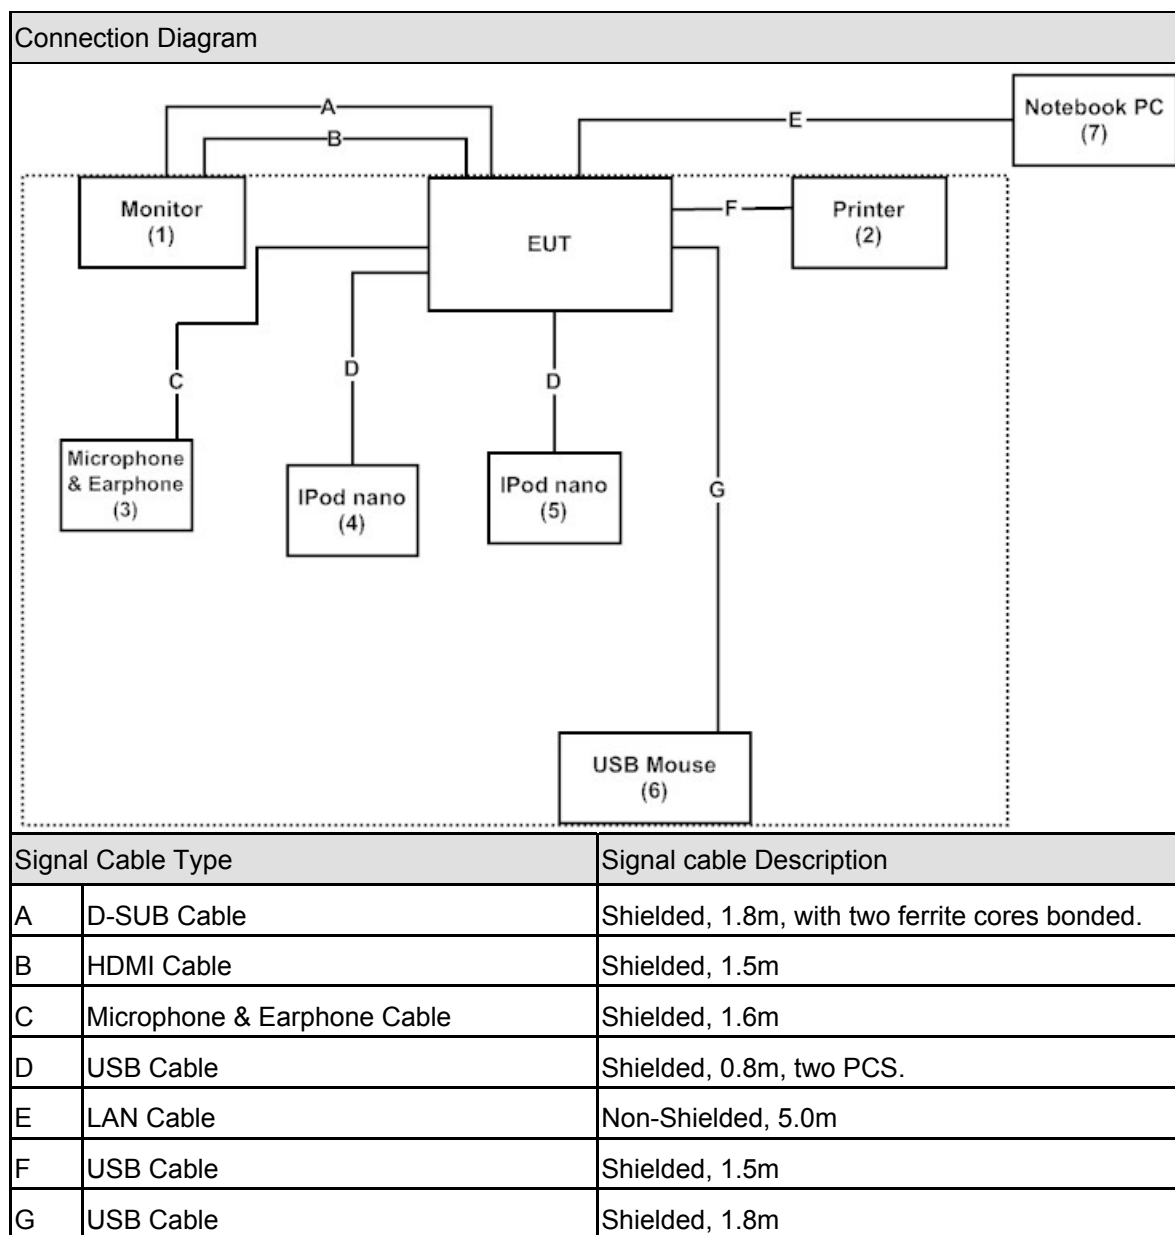 Connection Diagram
A
B
E
Notebook PC
(7)
Monitor
(1)
EUT
F
Printer
(2)
C
D
D
G
Microphone
& Earphone
(3)
IPod nano
(4)
IPod nano
(5)
USB Mouse
(6)
Signal Cable Type Signal cable Description
A D-SUB Cable Shielded, 1.8m, with two ferrite cores bonded.
B HDMI Cable Shielded, 1.5m
C Microphone & Earphone Cable Shielded, 1.6m
D USB Cable Shielded, 0.8m, two PCS.
E LAN Cable Non-Shielded, 5.0m
F USB Cable Shielded, 1.5m
G USB Cable Shielded, 1.8m